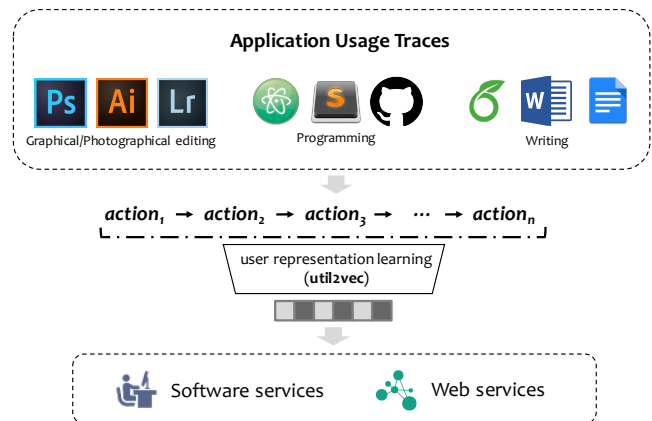 Application Usage Traces
Ps Ai Lr S W
Graphical/Photographical editing Programming Writing
action₁ → action₂ → action₃ → ⋯ → actionₙ
user representation learning
(util2vec)
Software services Web services